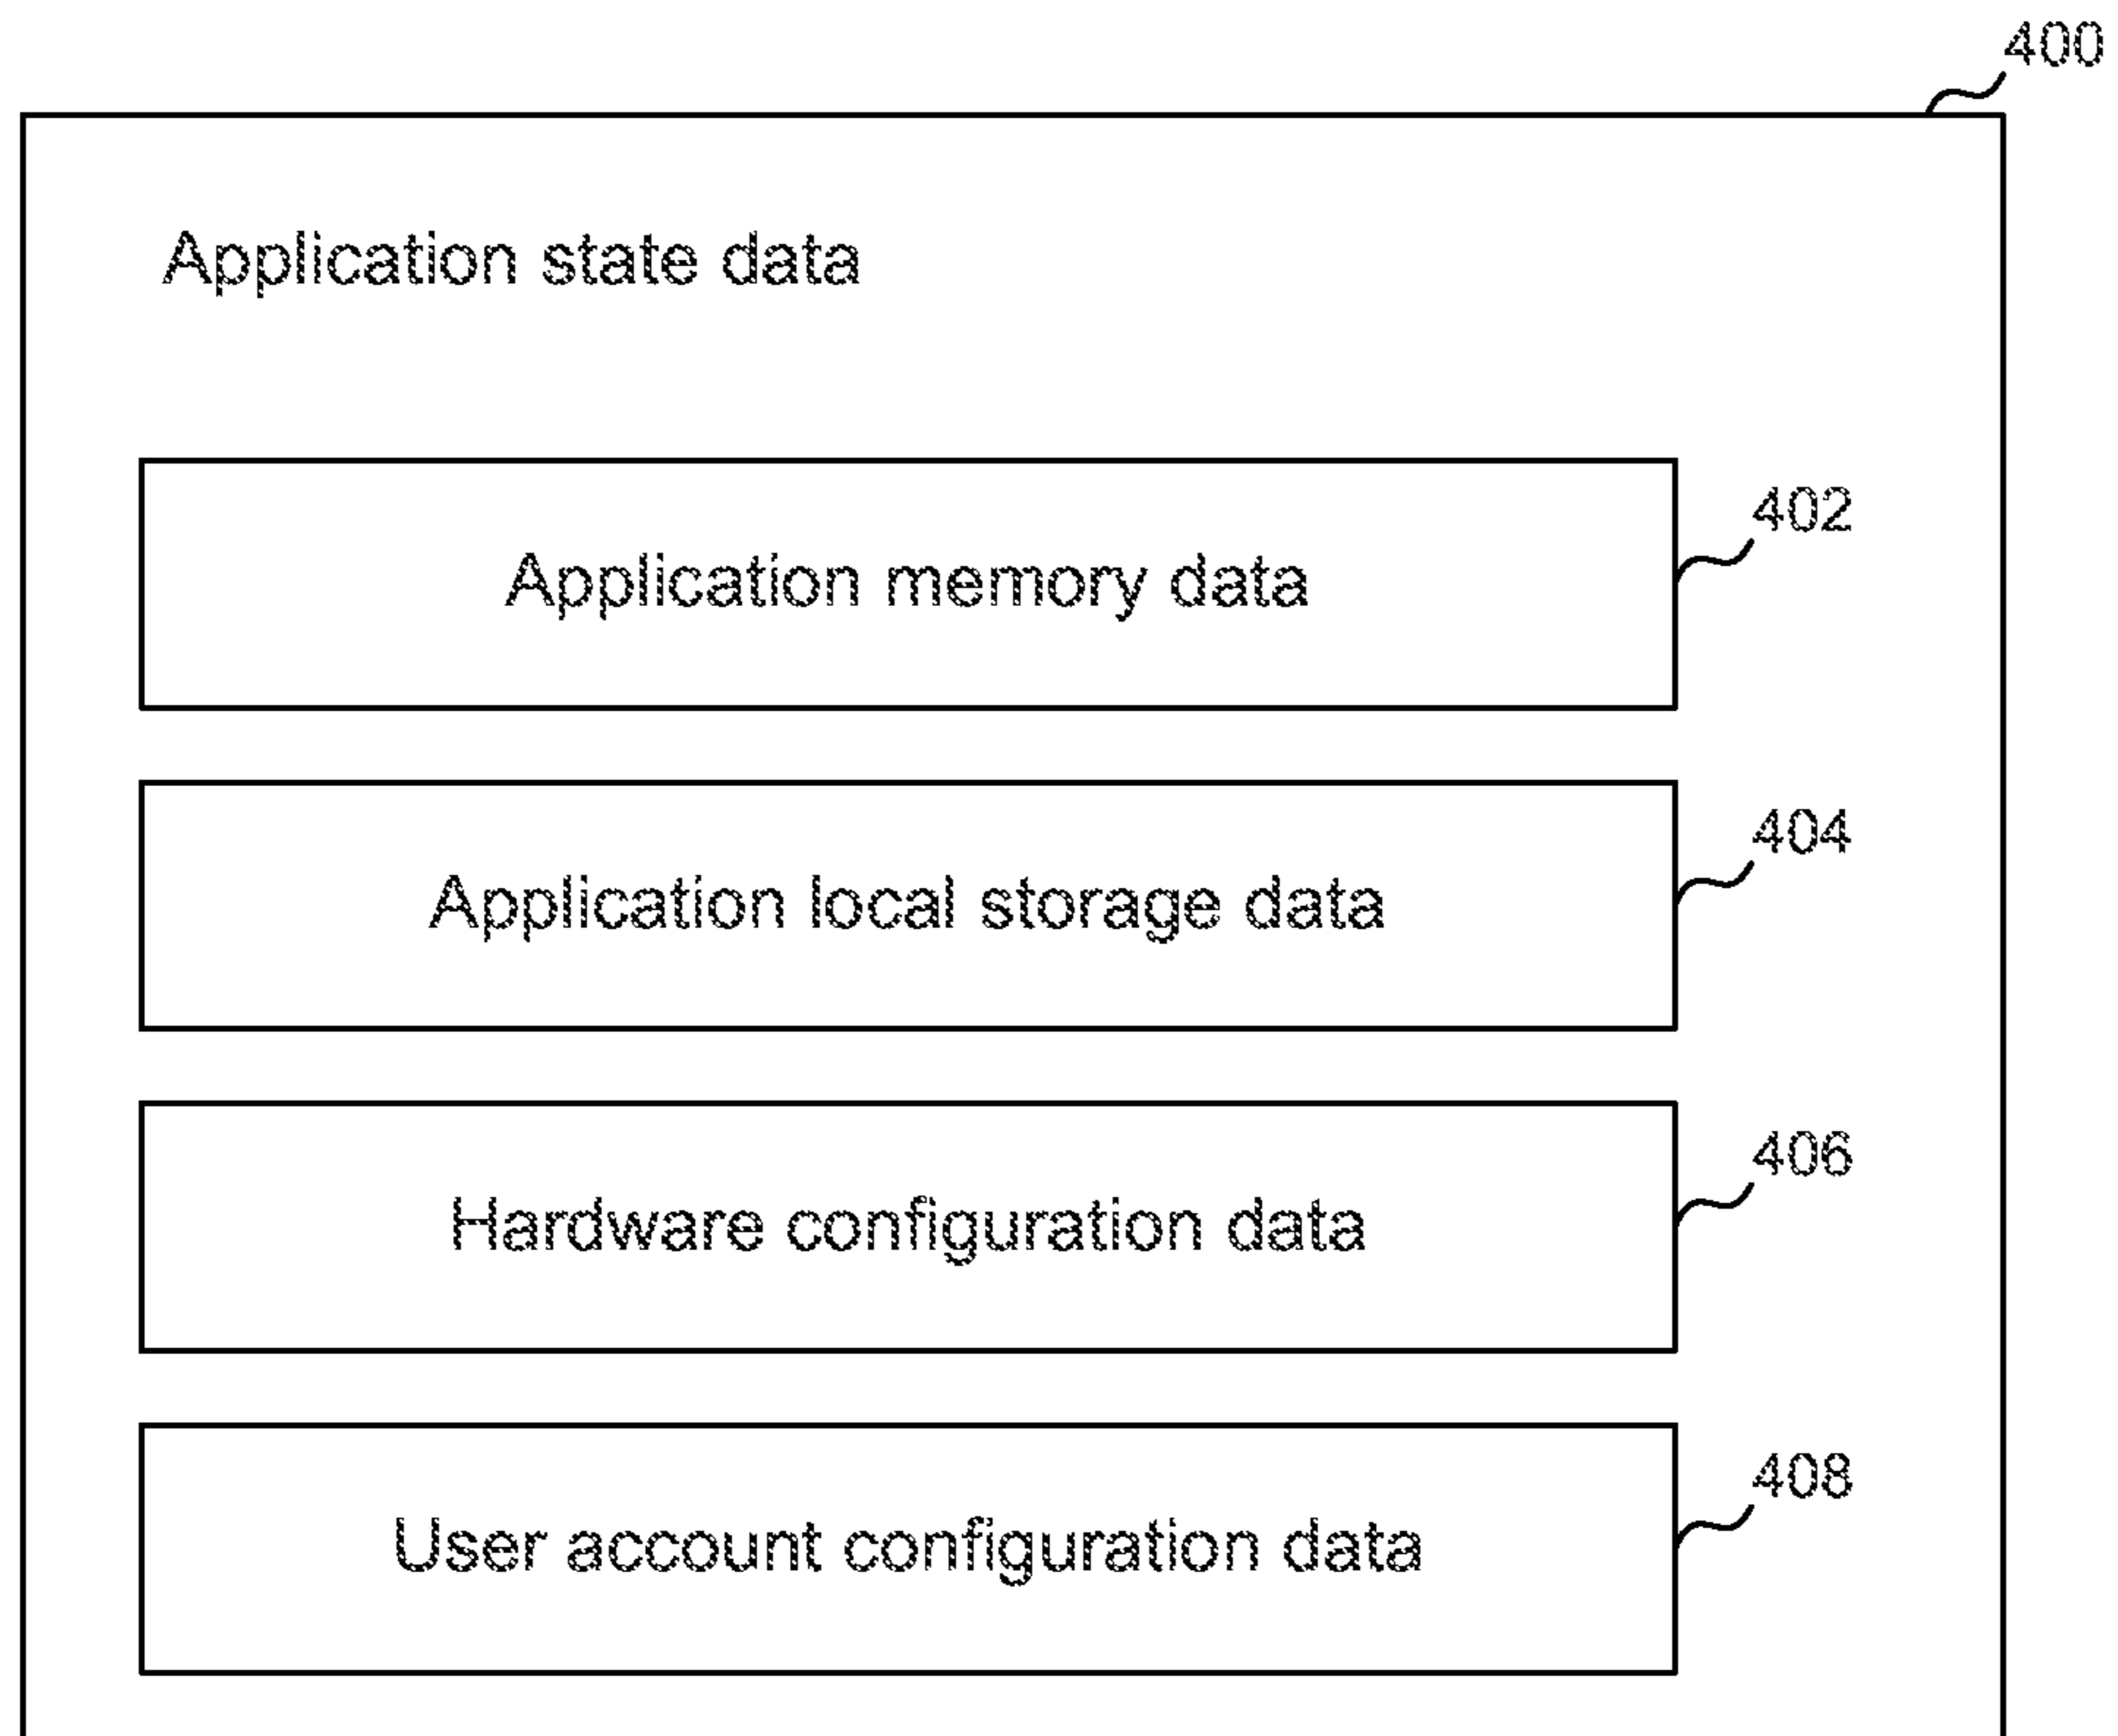 400
Application state data
402
Application memory data
404
Application local storage data
406
Hardware configuration data
408
User account configuration data